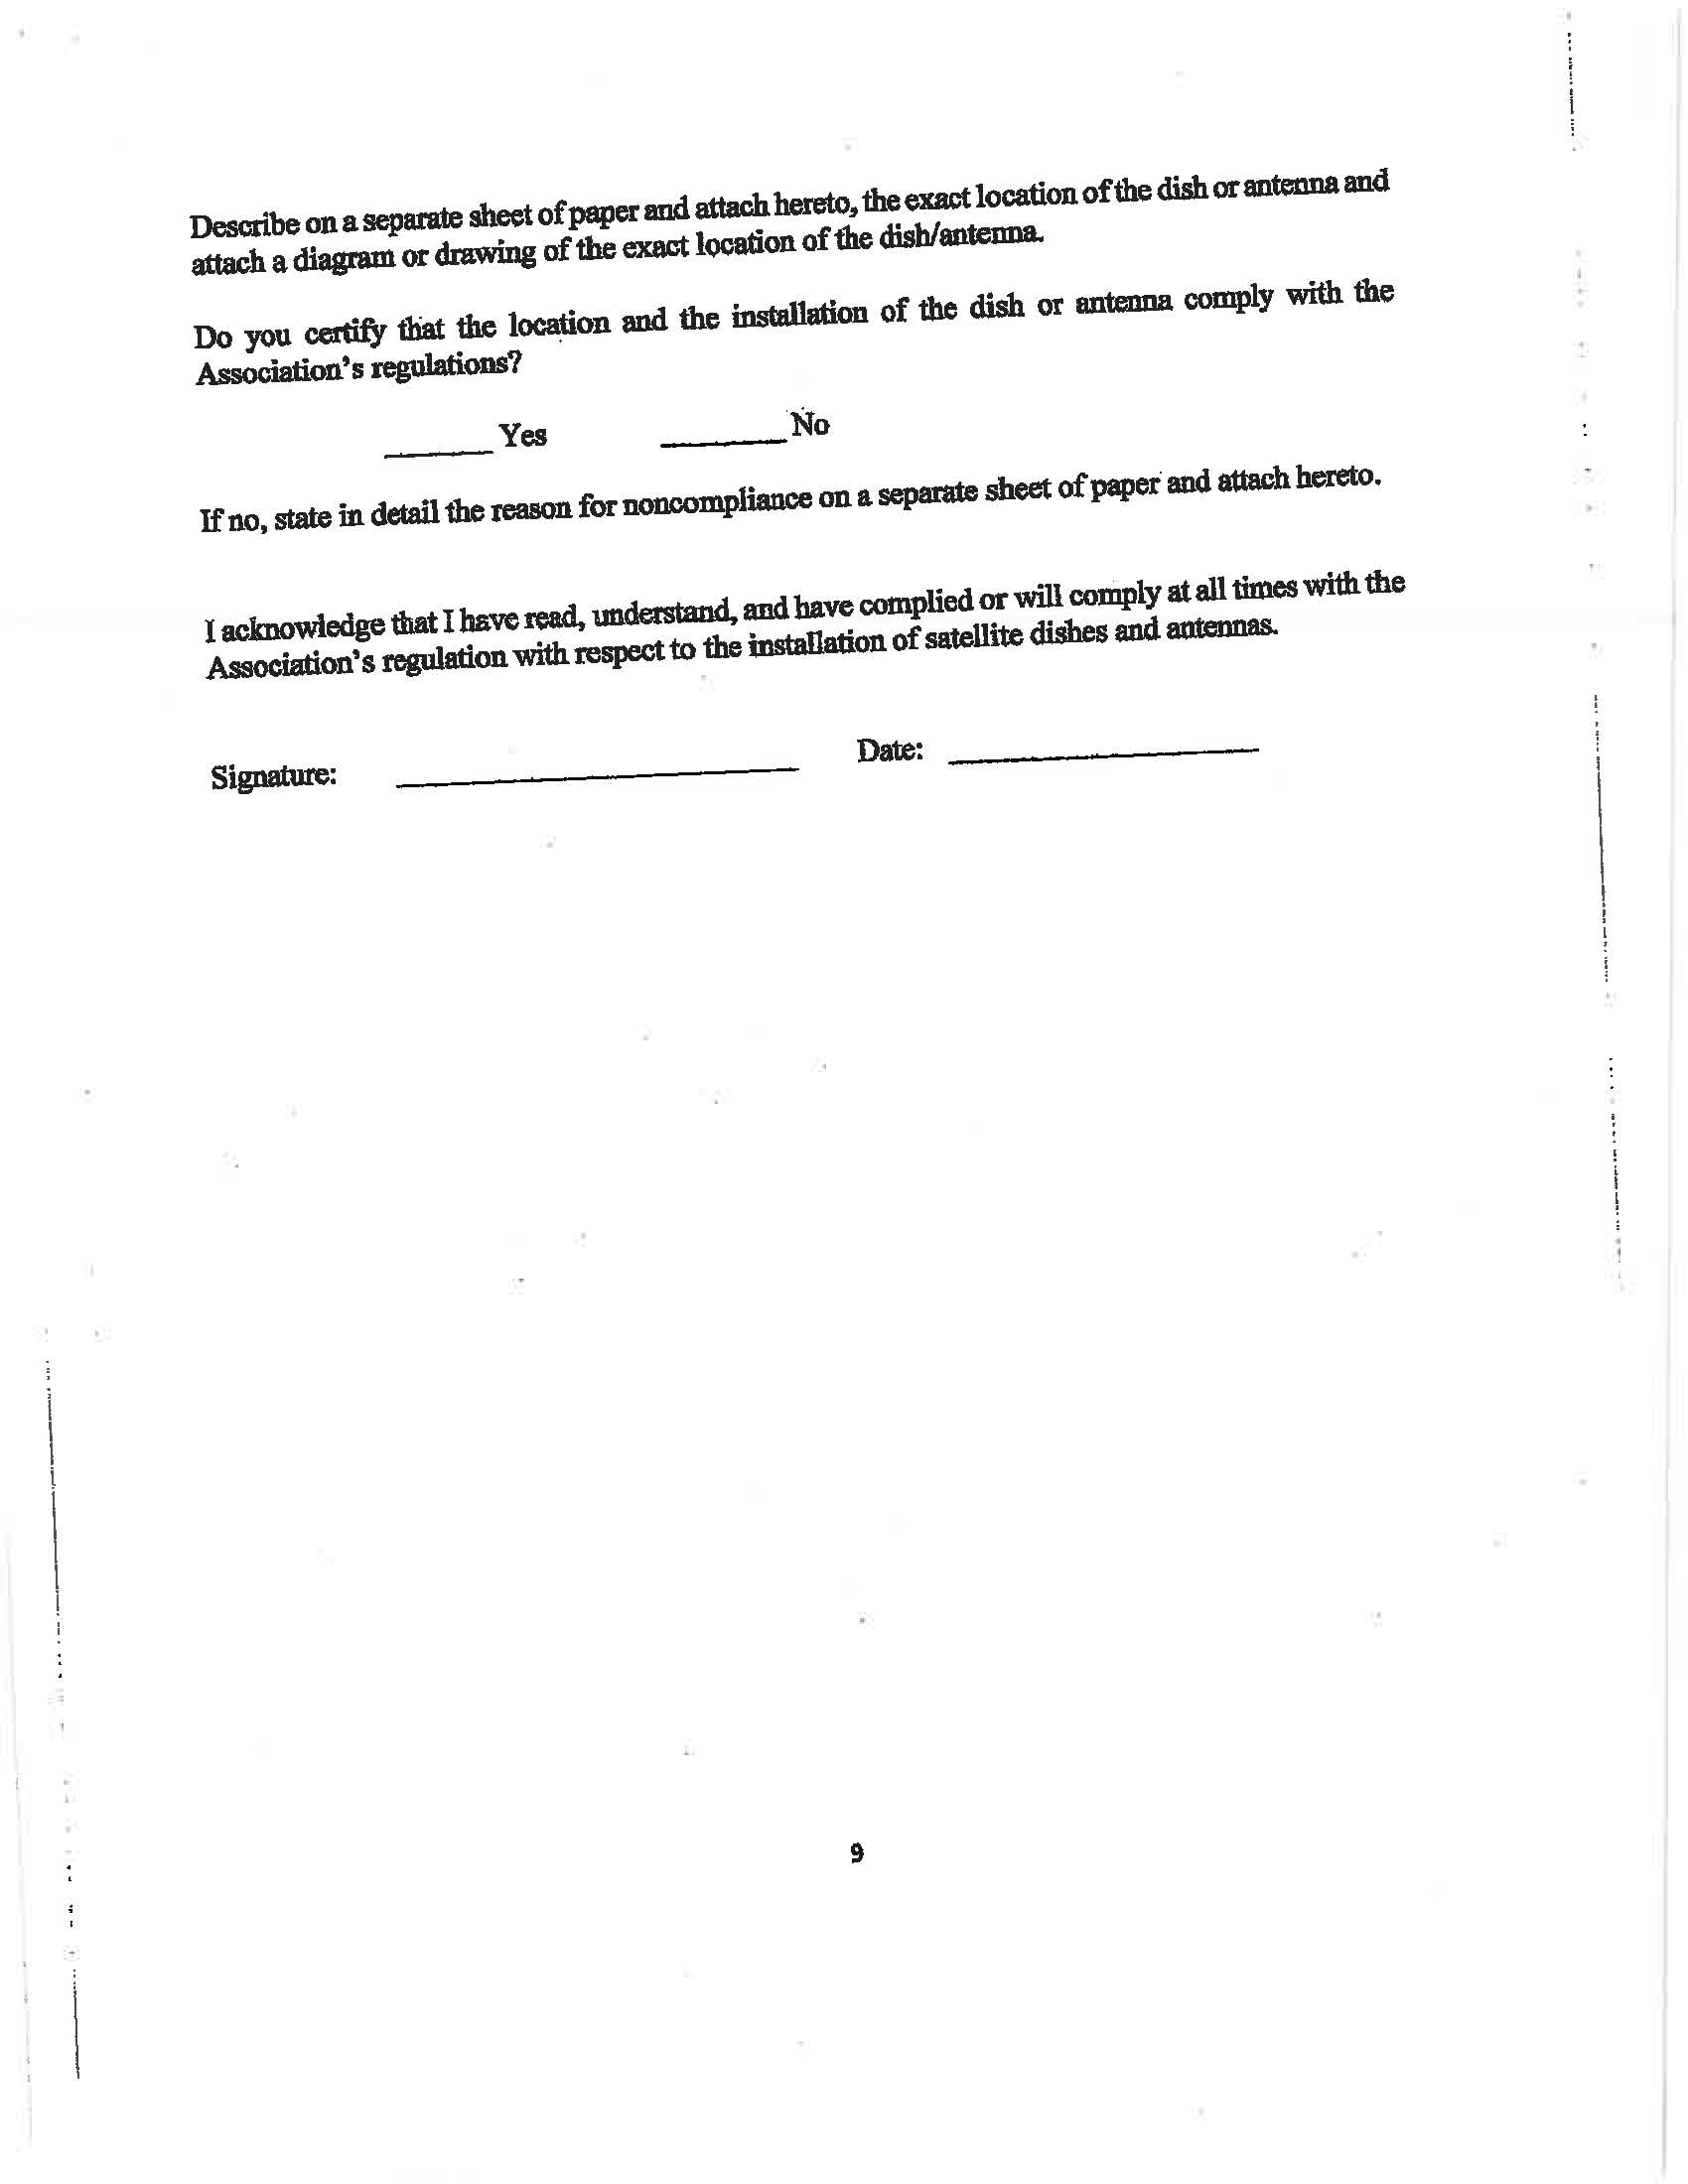 Describe on a separate sheet of paper and attach hereto, the exact location of the dish or antenna and
attach a diagram or drawing of the exact location of the dish/antenna.
Do you certify that the location and the installation of the dish or antenna comply with the
Association's regulations?
______ Yes ______ No
If no, state in detail the reason for noncompliance on a separate sheet of paper and attach hereto.
I acknowledge that I have read, understand, and have complied or will comply at all times with the
Association's regulation with respect to the installation of satellite dishes and antennas.
Signature: ____________________ Date: ________________
9